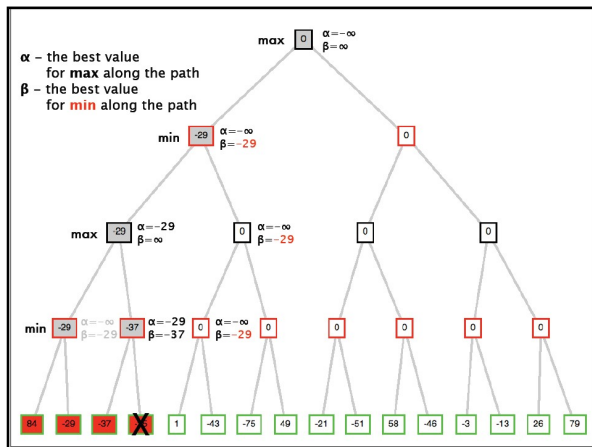 max 0 α=-∞
β=∞
α – the best value
for max along the path
β – the best value
for min along the path
min -29 α=-∞
β=-29
0
max -29 α=-29
β=∞
0 α=-∞
β=-29
0
0
min -29 α=-∞
β=-29
-37 α=-29
β=-37
0 α=-∞
β=-29
0
0
0
0
0
84 -29 -37 1 -43 -75 49 -21 -51 58 -46 -3 -13 26 79